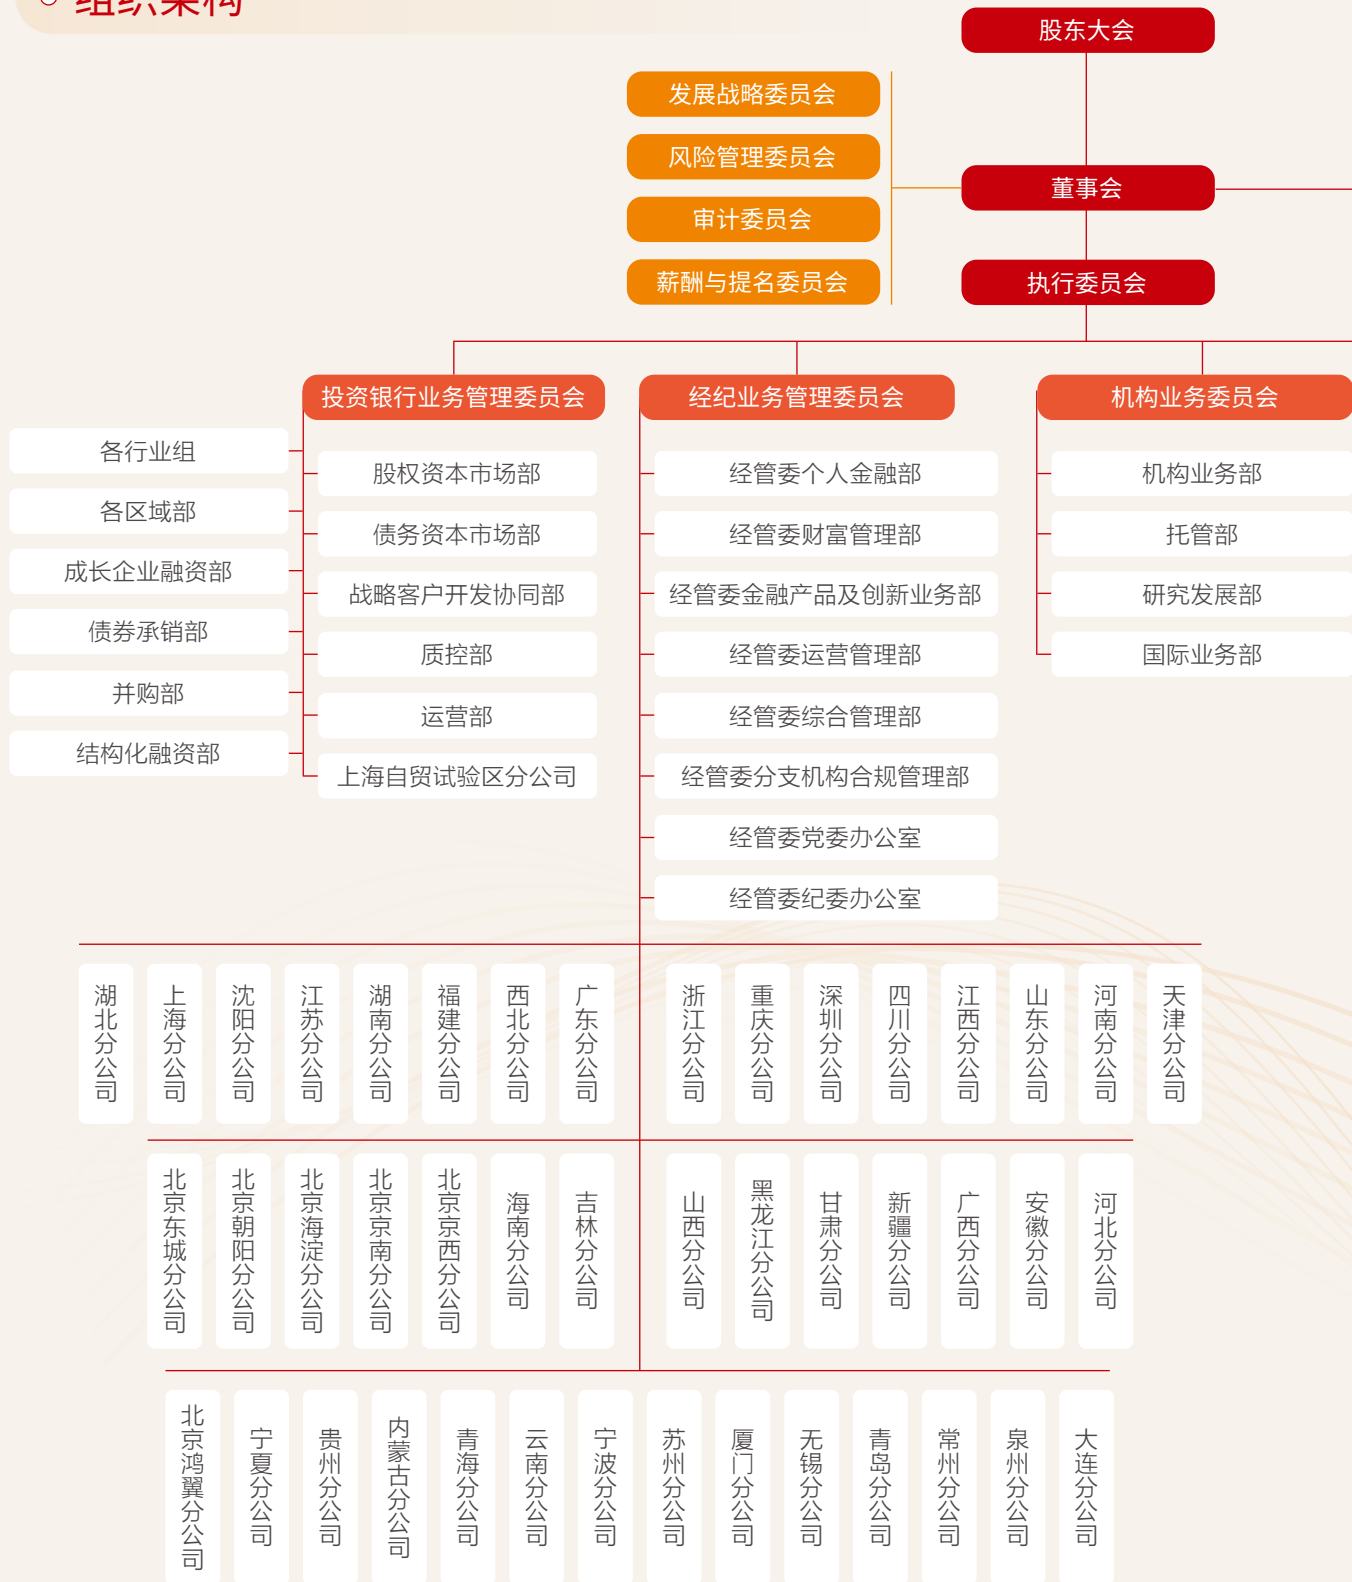 组织架构
股东大会
发展战略委员会
风险管理委员会
审计委员会
薪酬与提名委员会
董事会
执行委员会
投资银行业务管理委员会
经纪业务管理委员会
机构业务委员会
各行业组
各区域部
成长企业融资部
债券承销部
并购部
结构化融资部
股权资本市场部
债务资本市场部
战略客户开发协同部
质控部
运营部
上海自贸试验区分公司
经管委个人金融部
经管委财富管理部
经管委金融产品及创新业务部
经管委运营管理部
经管委综合管理部
经管委分支机构合规管理部
经管委党委办公室
经管委纪委办公室
机构业务部
托管部
研究发展部
国际业务部
湖北分公司
上海分公司
沈阳分公司
江苏分公司
湖南分公司
福建分公司
西北分公司
广东分公司
浙江分公司
重庆分公司
深圳分公司
四川分公司
江西分公司
山东分公司
河南分公司
天津分公司
北京东城分公司
北京朝阳分公司
北京海淀分公司
北京京南分公司
北京京西分公司
海南分公司
吉林分公司
山西分公司
黑龙江分公司
甘肃分公司
新疆分公司
广西分公司
安徽分公司
河北分公司
北京鸿翼分公司
宁夏分公司
贵州分公司
内蒙古分公司
青海分公司
云南分公司
宁波分公司
苏州分公司
厦门分公司
无锡分公司
青岛分公司
常州分公司
泉州分公司
大连分公司